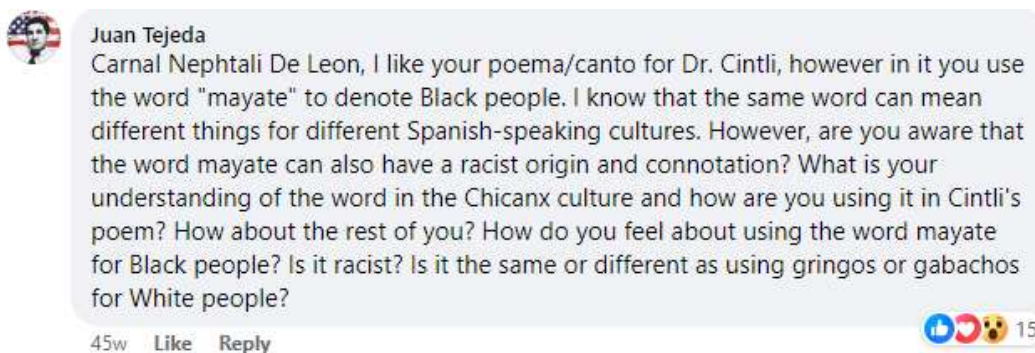 Juan Tejeda
Carnal Nephtali De Leon, I like your poema/canto for Dr. Cintli, however in it you use
the word "mayate" to denote Black people. I know that the same word can mean
different things for different Spanish-speaking cultures. However, are you aware that
the word mayate can also have a racist origin and connotation? What is your
understanding of the word in the Chicanx culture and how are you using it in Cintli's
poem? How about the rest of you? How do you feel about using the word mayate
for Black people? Is it racist? Is it the same or different as using gringos or gabachos
for White people?
15
45w Like Reply